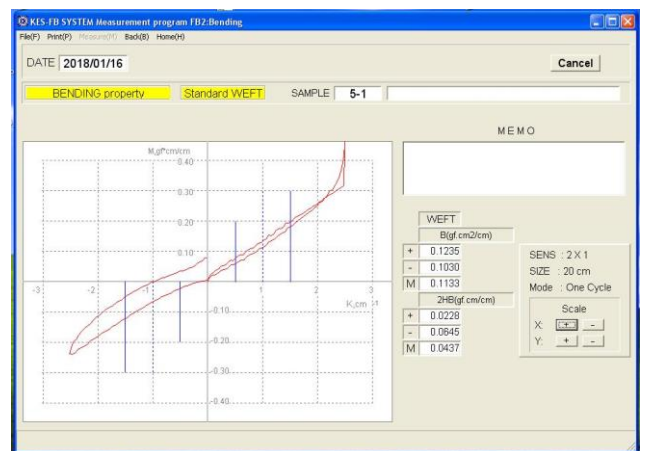 KES-FB SYSTEM Measurement program FB2:Bending
File(F) Print(P) Measure(M) Back(B) Home(H)
DATE 2018/01/16 Cancel
BENDING property Standard WEFT SAMPLE 5-1
MEMO
M,gf*cm/cm
0.40
0.30
0.20
0.10
-3 -2 -1 1 2 3
K,cm -1
-0.10
-0.20
-0.30
-0.40
WEFT
B(gf.cm2/cm)
+ 0.1235
- 0.1030
M 0.1133
2HB(gf.cm/cm)
+ 0.0228
- 0.0645
M 0.0437
SENS : 2 X 1
SIZE : 20 cm
Mode : One Cycle
Scale
X: + -
Y: + -